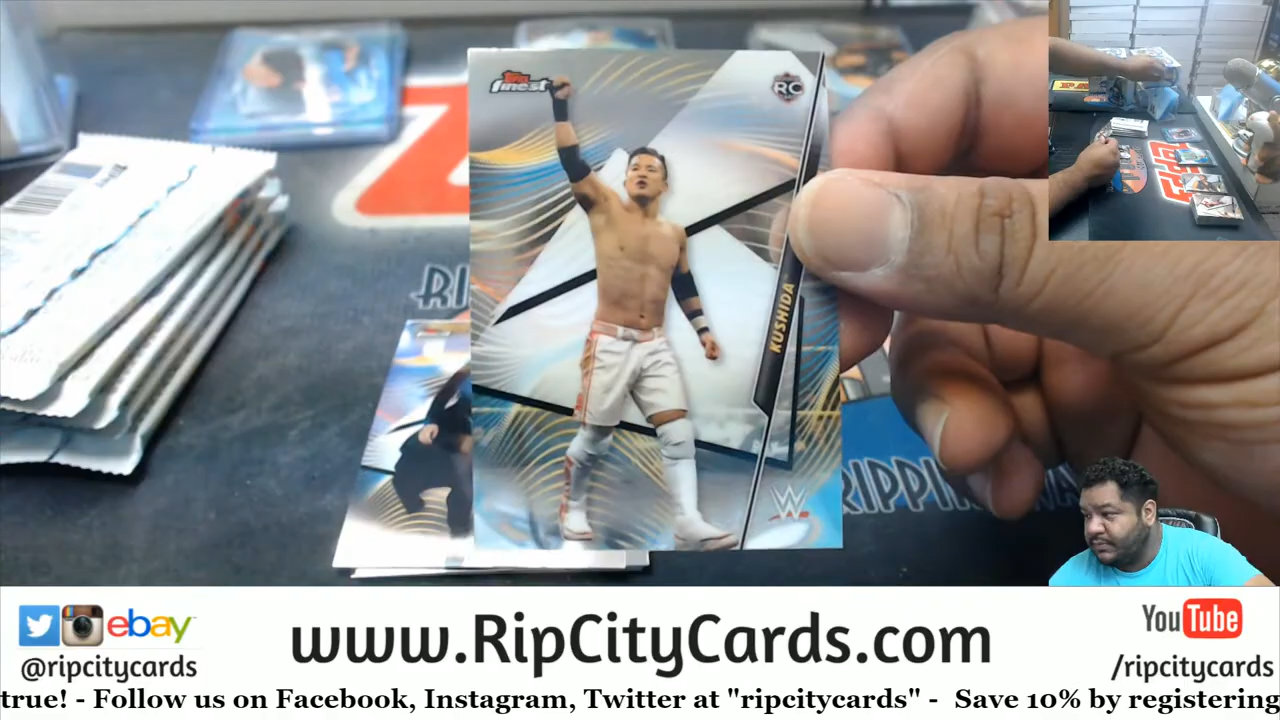 Topps
finest
RC
KUSHIDA
W
RIPPIN
ebay
@ripcitycards
www.RipCityCards.com
YouTube
/ripcitycards
true! - Follow us on Facebook, Instagram, Twitter at "ripcitycards" - Save 10% by registering